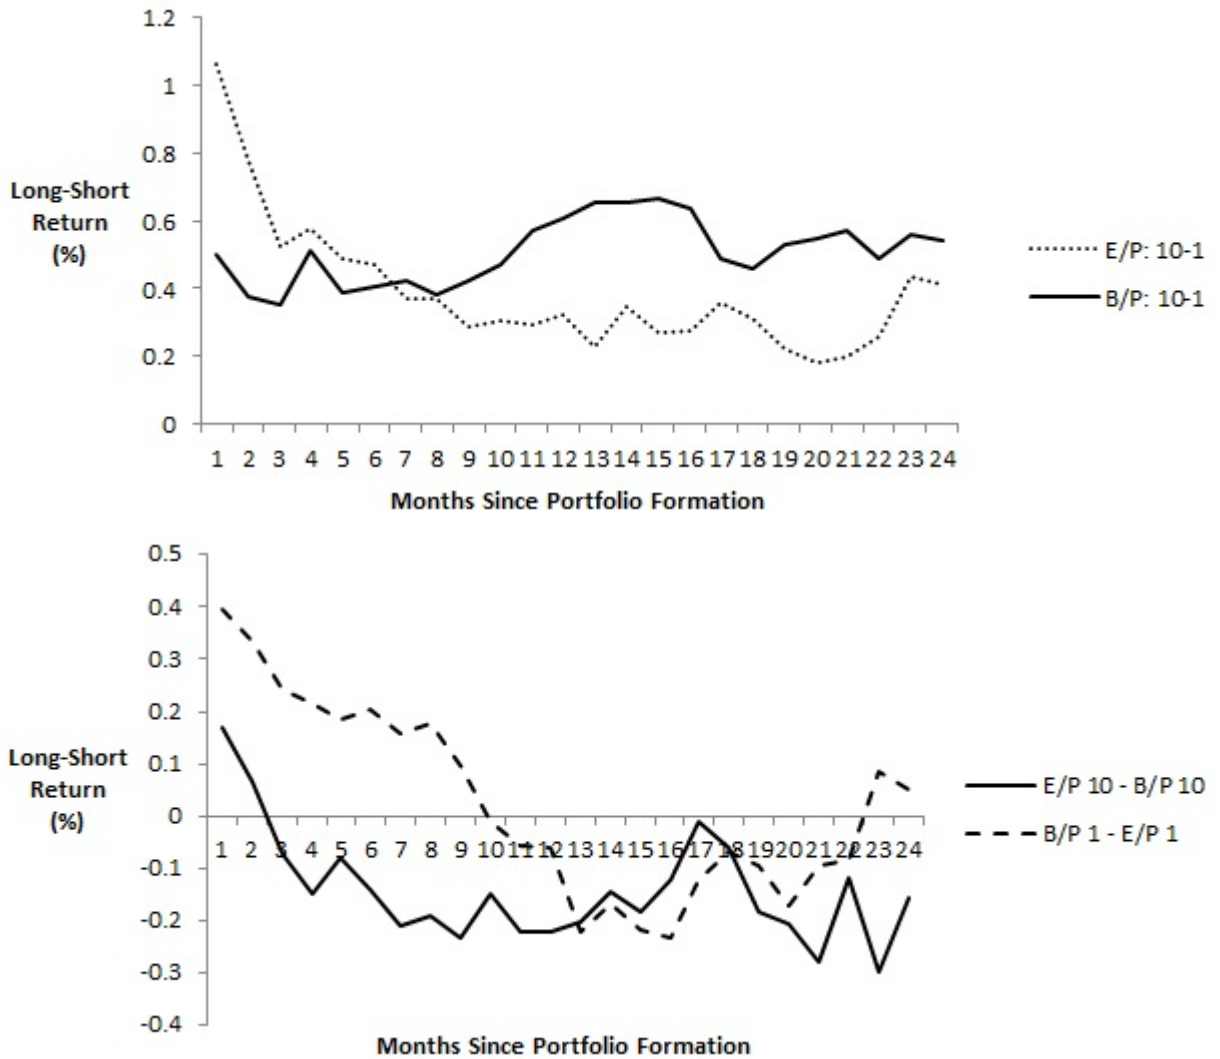 1.2
1
0.8
0.6
0.4
0.2
0
Long-Short
Return
(%)
E/P: 10-1
B/P: 10-1
1 2 3 4 5 6 7 8 9 10 11 12 13 14 15 16 17 18 19 20 21 22 23 24
Months Since Portfolio Formation
0.5
0.4
0.3
0.2
0.1
0
-0.1
-0.2
-0.3
-0.4
Long-Short
Return
(%)
E/P 10 - B/P 10
B/P 1 - E/P 1
1 2 3 4 5 6 7 8 9 10 11 12 13 14 15 16 17 18 19 20 21 22 23 24
Months Since Portfolio Formation